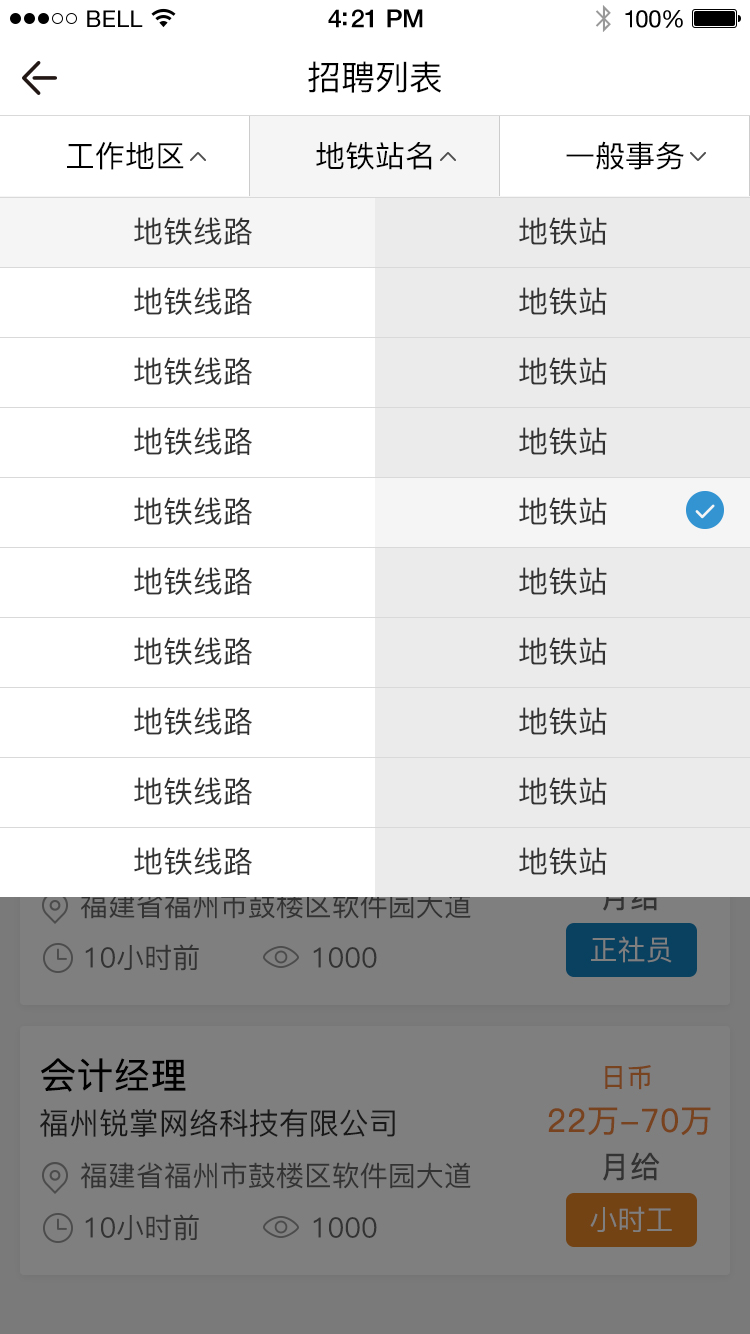 BELL 4:21 PM 100%
招聘列表
工作地区 地铁站名 一般事务
地铁线路 地铁站
地铁线路 地铁站
地铁线路 地铁站
地铁线路 地铁站
地铁线路 地铁站
地铁线路 地铁站
地铁线路 地铁站
地铁线路 地铁站
地铁线路 地铁站
地铁线路 地铁站
福建省福州市鼓楼区软件园大道 月给
10小时前 1000 正社员
会计经理 日币
福州锐掌网络科技有限公司 22万-70万
福建省福州市鼓楼区软件园大道 月给
10小时前 1000 小时工